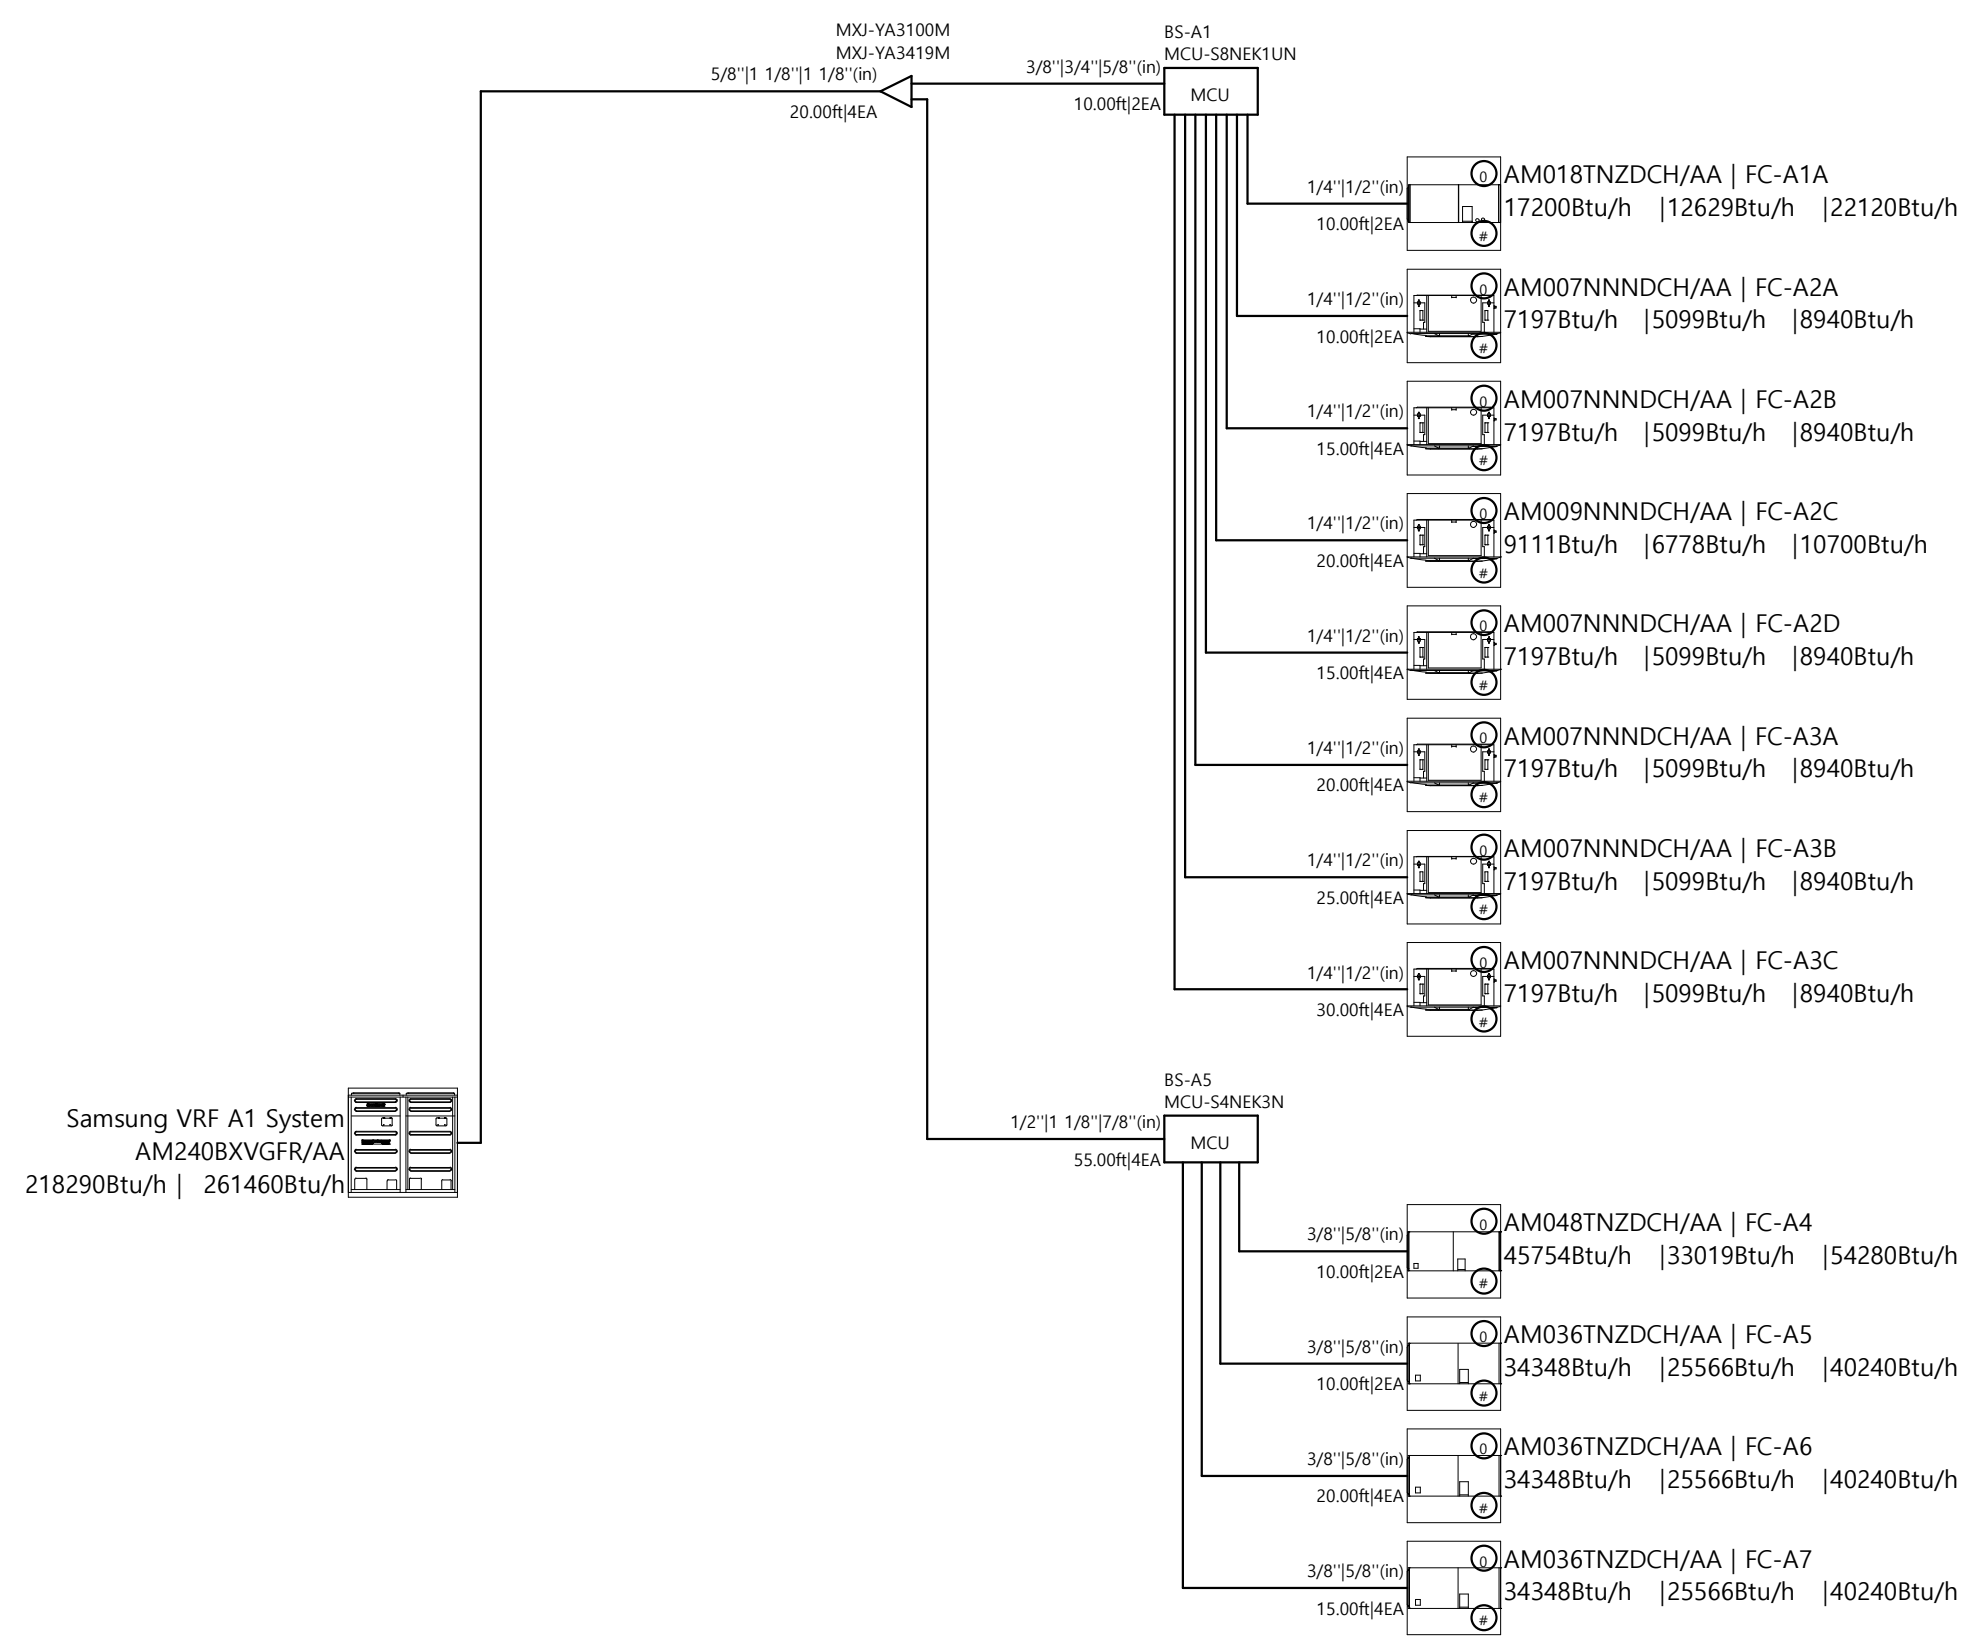 MXJ-YA3100M
MXJ-YA3419M
5/8''|1 1/8''|1 1/8''(in)
20.00ft|4EA
BS-A1
MCU-S8NEK1UN
3/8''|3/4''|5/8''(in)
10.00ft|2EA
MCU
1/4''|1/2''(in)
10.00ft|2EA
0
#
AM018TNZDCH/AA | FC-A1A
17200Btu/h |12629Btu/h |22120Btu/h
1/4''|1/2''(in)
10.00ft|2EA
0
#
AM007NNNDCH/AA | FC-A2A
7197Btu/h |5099Btu/h |8940Btu/h
1/4''|1/2''(in)
15.00ft|4EA
0
#
AM007NNNDCH/AA | FC-A2B
7197Btu/h |5099Btu/h |8940Btu/h
1/4''|1/2''(in)
20.00ft|4EA
0
#
AM009NNNDCH/AA | FC-A2C
9111Btu/h |6778Btu/h |10700Btu/h
1/4''|1/2''(in)
15.00ft|4EA
0
#
AM007NNNDCH/AA | FC-A2D
7197Btu/h |5099Btu/h |8940Btu/h
1/4''|1/2''(in)
20.00ft|4EA
0
#
AM007NNNDCH/AA | FC-A3A
7197Btu/h |5099Btu/h |8940Btu/h
1/4''|1/2''(in)
25.00ft|4EA
0
#
AM007NNNDCH/AA | FC-A3B
7197Btu/h |5099Btu/h |8940Btu/h
1/4''|1/2''(in)
30.00ft|4EA
0
#
AM007NNNDCH/AA | FC-A3C
7197Btu/h |5099Btu/h |8940Btu/h
Samsung VRF A1 System
AM240BXVGFR/AA
218290Btu/h | 261460Btu/h
BS-A5
MCU-S4NEK3N
1/2''|1 1/8''|7/8''(in)
55.00ft|4EA
MCU
3/8''|5/8''(in)
10.00ft|2EA
0
#
AM048TNZDCH/AA | FC-A4
45754Btu/h |33019Btu/h |54280Btu/h
3/8''|5/8''(in)
10.00ft|2EA
0
#
AM036TNZDCH/AA | FC-A5
34348Btu/h |25566Btu/h |40240Btu/h
3/8''|5/8''(in)
20.00ft|4EA
0
#
AM036TNZDCH/AA | FC-A6
34348Btu/h |25566Btu/h |40240Btu/h
3/8''|5/8''(in)
15.00ft|4EA
0
#
AM036TNZDCH/AA | FC-A7
34348Btu/h |25566Btu/h |40240Btu/h